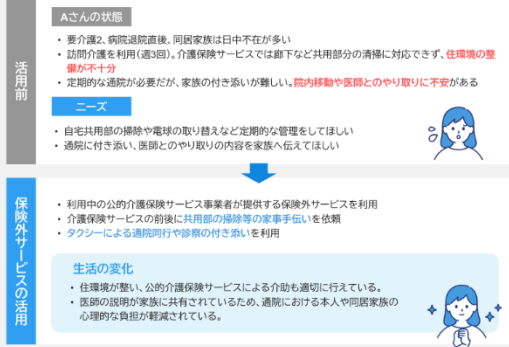 活用前
Aさんの状態
・ 要介護2、病院退院直後、同居家族は日中不在が多い
・ 訪問介護を利用（週3回）。介護保険サービスでは廊下など共用部分の清掃に対応できず、住環境の整
備が不十分
・ 定期的な通院が必要だが、家族の付き添いが難しい。院内移動や医師とのやり取りに不安がある
ニーズ
・ 自宅共用部の掃除や電球の取り替えなど定期的な管理をしてほしい
・ 通院に付き添い、医師とのやり取りの内容を家族へ伝えてほしい
保険外サービスの活用
・ 利用中の公的介護保険サービス事業者が提供する保険外サービスを利用
・ 介護保険サービスの前後に共用部の掃除等の家事手伝いを依頼
・ タクシーによる通院同行や診察の付き添いを利用
生活の変化
・ 住環境が整い、公的介護保険サービスによる介助も適切に行えている。
・ 医師の説明が家族に共有されているため、通院における本人や同居家族の
心理的な負担が軽減されている。